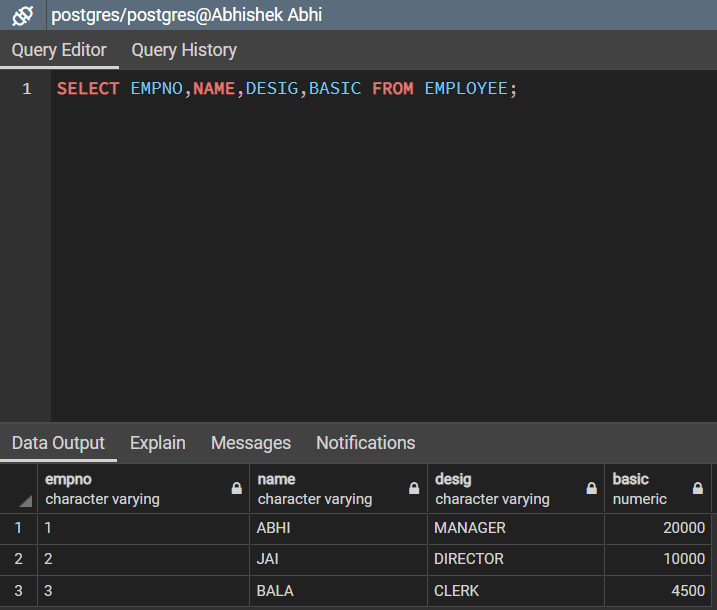 postgres/postgres@Abhishek Abhi
Query Editor Query History
1 SELECT EMPNO,NAME,DESIG,BASIC FROM EMPLOYEE;
Data Output Explain Messages Notifications
empno name desig basic
character varying character varying character varying numeric
1 1 ABHI MANAGER 20000
2 2 JAI DIRECTOR 10000
3 3 BALA CLERK 4500